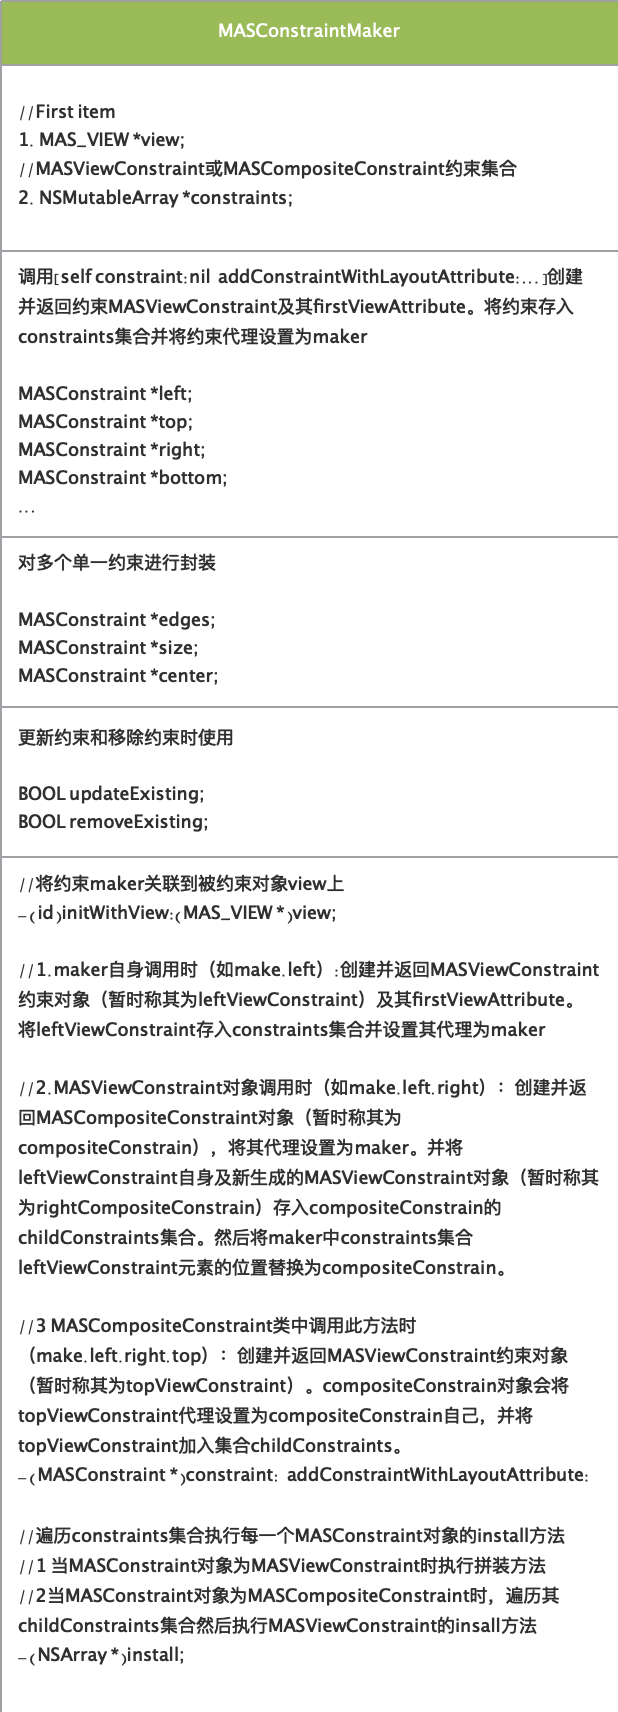 MASConstraintMaker
//First item
1. MAS_VIEW *view;
//MASViewConstraint或MASCompositeConstraint约束集合
2. NSMutableArray *constraints;
调用[self constraint:nil addConstraintWithLayoutAttribute:...]创建
并返回约束MASViewConstraint及其firstViewAttribute。将约束存入
constraints集合并将约束代理设置为maker
MASConstraint *left;
MASConstraint *top;
MASConstraint *right;
MASConstraint *bottom;
...
对多个单一约束进行封装
MASConstraint *edges;
MASConstraint *size;
MASConstraint *center;
更新约束和移除约束时使用
BOOL updateExisting;
BOOL removeExisting;
//将约束maker关联到被约束对象view上
-(id)initWithView:(MAS_VIEW *)view;
//1.maker自身调用时（如make.left）:创建并返回MASViewConstraint
约束对象（暂时称其为leftViewConstraint）及其firstViewAttribute。
将leftViewConstraint存入constraints集合并设置其代理为maker
//2.MASViewConstraint对象调用时（如make.left.right）：创建并返
回MASCompositeConstraint对象（暂时称其为
compositeConstrain），将其代理设置为maker。并将
leftViewConstraint自身及新生成的MASViewConstraint对象（暂时称其
为rightCompositeConstrain）存入compositeConstrain的
childConstraints集合。然后将maker中constraints集合
leftViewConstraint元素的位置替换为compositeConstrain。
//3 MASCompositeConstraint类中调用此方法时
（make.left.right.top）：创建并返回MASViewConstraint约束对象
（暂时称其为topViewConstraint）。compositeConstrain对象会将
topViewConstraint代理设置为compositeConstrain自己，并将
topViewConstraint加入集合childConstraints。
-(MASConstraint *)constraint: addConstraintWithLayoutAttribute:
//遍历constraints集合执行每一个MASConstraint对象的install方法
//1 当MASConstraint对象为MASViewConstraint时执行拼装方法
//2当MASConstraint对象为MASCompositeConstraint时，遍历其
childConstraints集合然后执行MASViewConstraint的insall方法
-(NSArray *)install;